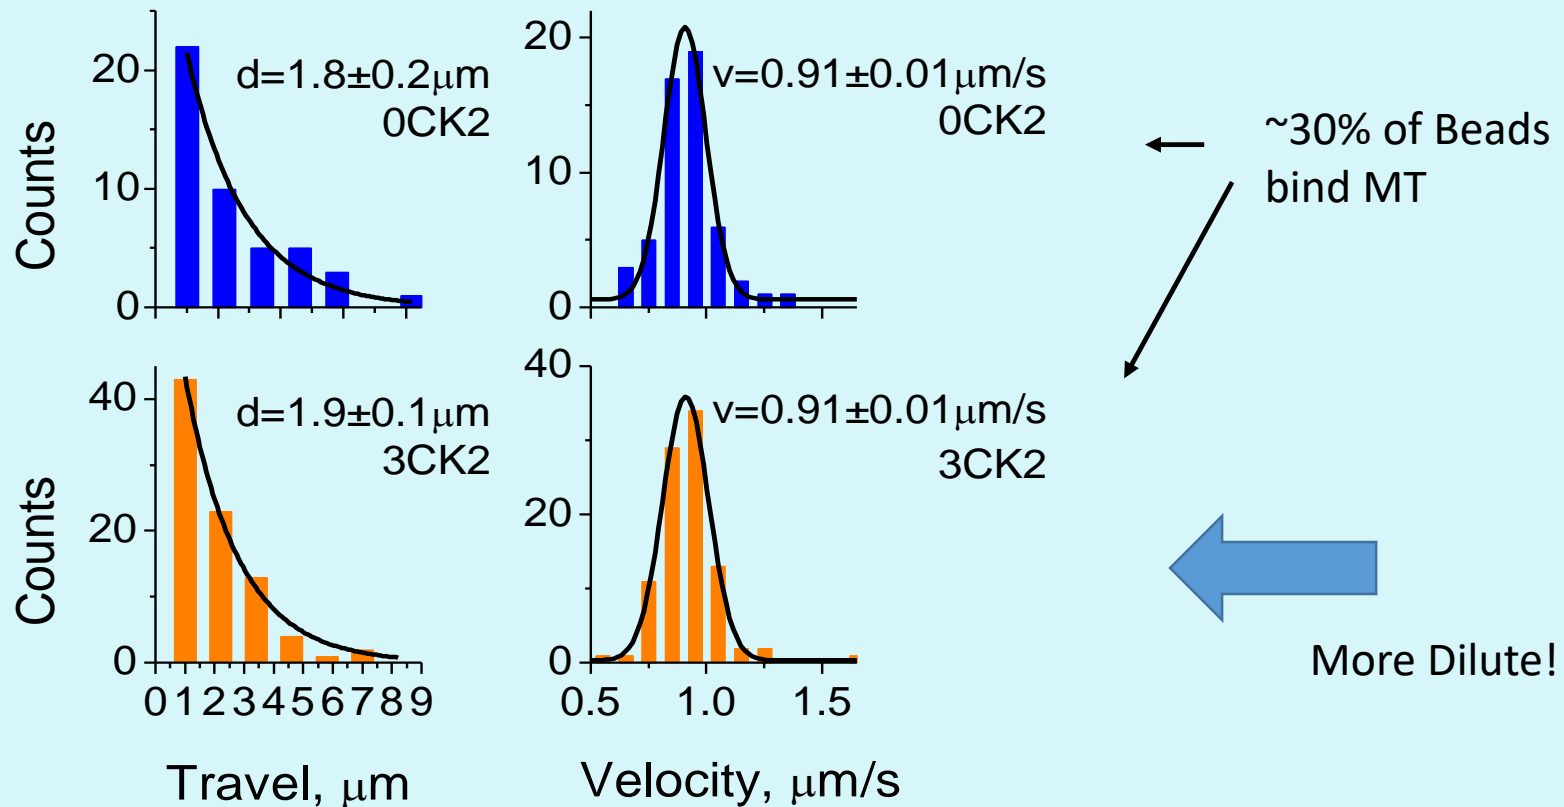 Counts
20
10
0
d=1.8±0.2μm
0CK2
20
10
0
v=0.91±0.01μm/s
0CK2
~30% of Beads
bind MT
Counts
40
20
0
d=1.9±0.1μm
3CK2
0 1 2 3 4 5 6 7 8 9
Travel, μm
40
20
0
v=0.91±0.01μm/s
3CK2
0.5 1.0 1.5
Velocity, μm/s
More Dilute!